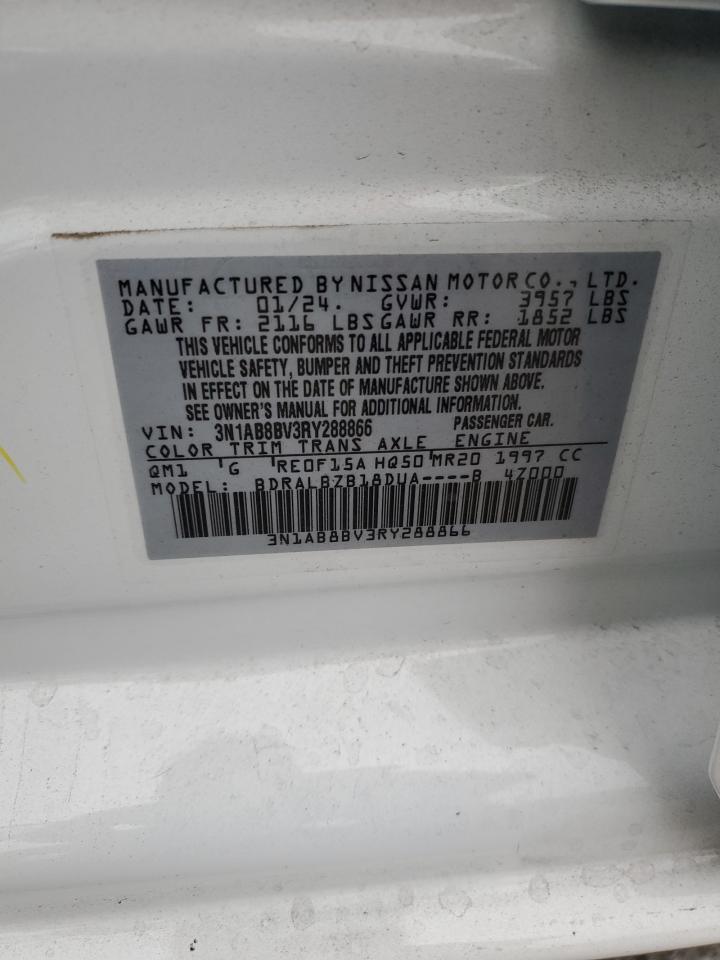 MANUFACTURED BY NISSAN MOTOR CO., LTD.
DATE: 01/24. GVWR: 3957 LBS
GAWR FR: 2116 LBS GAWR RR: 1852 LBS
THIS VEHICLE CONFORMS TO ALL APPLICABLE FEDERAL MOTOR
VEHICLE SAFETY, BUMPER AND THEFT PREVENTION STANDARDS
IN EFFECT ON THE DATE OF MANUFACTURE SHOWN ABOVE.
SEE OWNER'S MANUAL FOR ADDITIONAL INFORMATION.
VIN: 3N1AB8BV3RY288866 PASSENGER CAR.
COLOR TRIM TRANS AXLE ENGINE
QM1 G RE0F15A HQ50 MR20 1997 CC
MODEL: BDRALBZB18DUA----B 4Z000
3N1AB8BV3RY288866